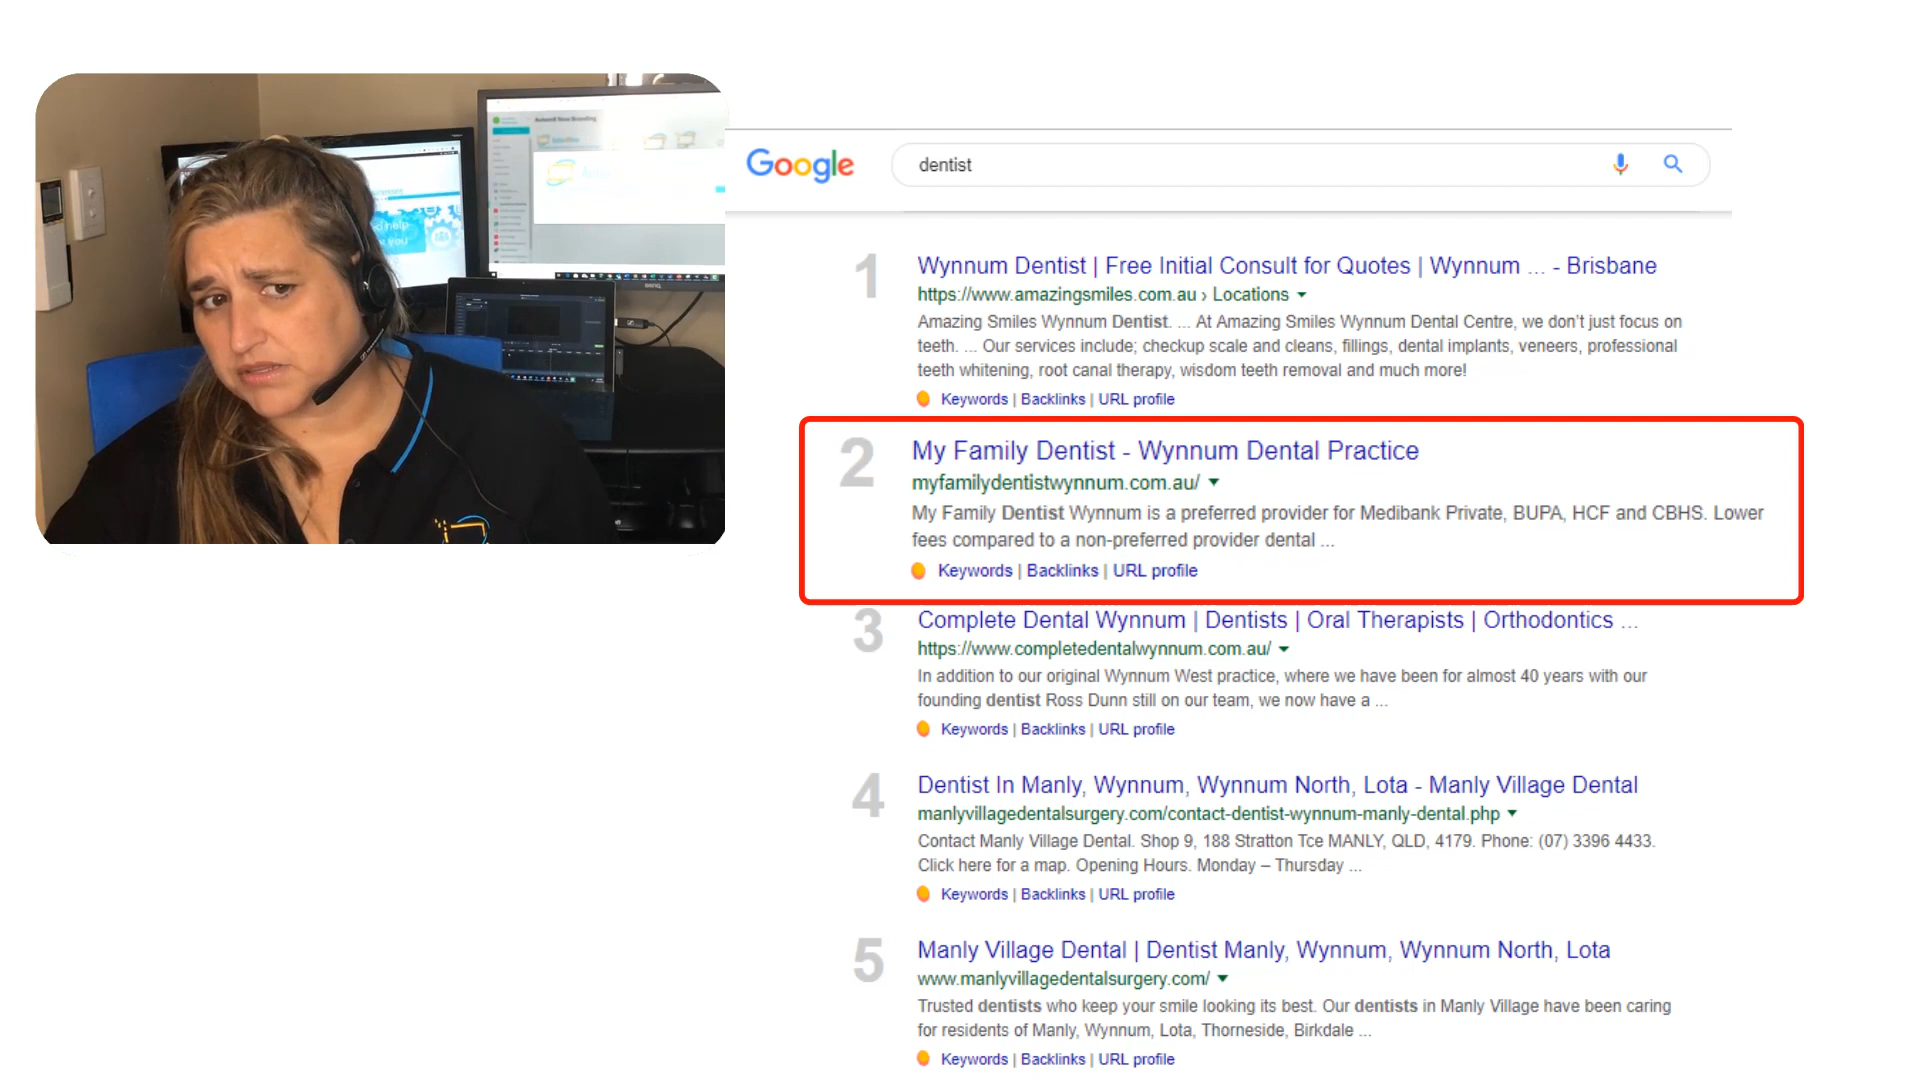 Google
dentist
1
Wynnum Dentist | Free Initial Consult for Quotes | Wynnum ... - Brisbane
https://www.amazingsmiles.com.au › Locations
Amazing Smiles Wynnum Dentist. ... At Amazing Smiles Wynnum Dental Centre, we don't just focus on
teeth. ... Our services include; checkup scale and cleans, fillings, dental implants, veneers, professional
teeth whitening, root canal therapy, wisdom teeth removal and much more!
Keywords | Backlinks | URL profile
2
My Family Dentist - Wynnum Dental Practice
myfamilydentistwynnum.com.au/
My Family Dentist Wynnum is a preferred provider for Medibank Private, BUPA, HCF and CBHS. Lower
fees compared to a non-preferred provider dental ...
Keywords | Backlinks | URL profile
3
Complete Dental Wynnum | Dentists | Oral Therapists | Orthodontics ...
https://www.completedentalwynnum.com.au/
In addition to our original Wynnum West practice, where we have been for almost 40 years with our
founding dentist Ross Dunn still on our team, we now have a ...
Keywords | Backlinks | URL profile
4
Dentist In Manly, Wynnum, Wynnum North, Lota - Manly Village Dental
manlyvillagedentalsurgery.com/contact-dentist-wynnum-manly-dental.php
Contact Manly Village Dental. Shop 9, 188 Stratton Tce MANLY, QLD, 4179. Phone: (07) 3396 4433.
Click here for a map. Opening Hours. Monday – Thursday ...
Keywords | Backlinks | URL profile
5
Manly Village Dental | Dentist Manly, Wynnum, Wynnum North, Lota
www.manlyvillagedentalsurgery.com/
Trusted dentists who keep your smile looking its best. Our dentists in Manly Village have been caring
for residents of Manly, Wynnum, Lota, Thorneside, Birkdale ...
Keywords | Backlinks | URL profile
help
you
BenQ